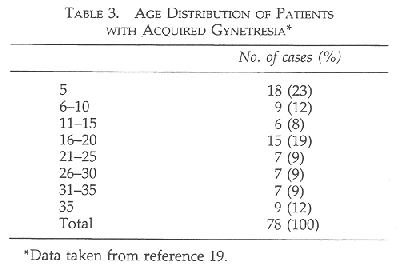 TABLE 3. AGE DISTRIBUTION OF PATIENTS
WITH ACQUIRED GYNETRESIA*
No. of cases (%)
5 18 (23)
6–10 9 (12)
11–15 6 (8)
16–20 15 (19)
21–25 7 (9)
26–30 7 (9)
31–35 7 (9)
35 9 (12)
Total 78 (100)
*Data taken from reference 19.